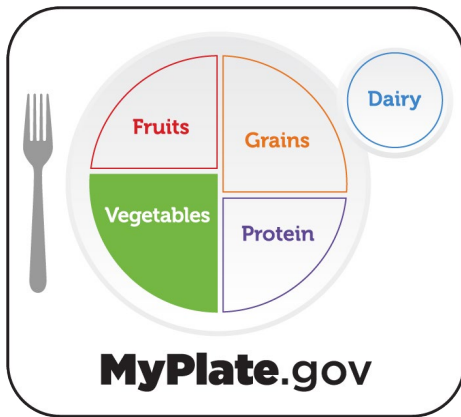 Fruits
Grains
Dairy
Vegetables
Protein
MyPlate.gov